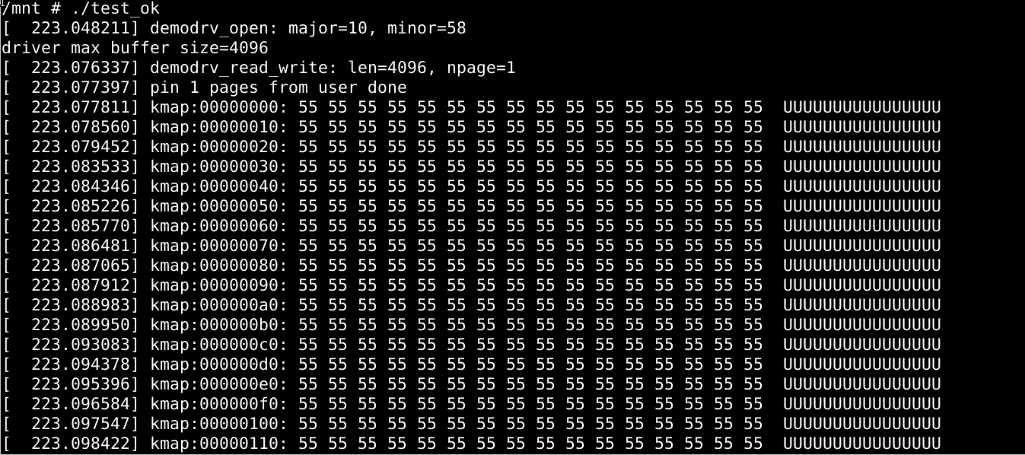 /mnt # ./test_ok
[  223.048211] demodrv_open: major=10, minor=58
driver max buffer size=4096
[  223.076337] demodrv_read_write: len=4096, npage=1
[  223.077397] pin 1 pages from user done
[  223.077811] kmap:00000000: 55 55 55 55 55 55 55 55 55 55 55 55 55 55 55 55  UUUUUUUUUUUUUUUU
[  223.078560] kmap:00000010: 55 55 55 55 55 55 55 55 55 55 55 55 55 55 55 55  UUUUUUUUUUUUUUUU
[  223.079452] kmap:00000020: 55 55 55 55 55 55 55 55 55 55 55 55 55 55 55 55  UUUUUUUUUUUUUUUU
[  223.083533] kmap:00000030: 55 55 55 55 55 55 55 55 55 55 55 55 55 55 55 55  UUUUUUUUUUUUUUUU
[  223.084346] kmap:00000040: 55 55 55 55 55 55 55 55 55 55 55 55 55 55 55 55  UUUUUUUUUUUUUUUU
[  223.085226] kmap:00000050: 55 55 55 55 55 55 55 55 55 55 55 55 55 55 55 55  UUUUUUUUUUUUUUUU
[  223.085770] kmap:00000060: 55 55 55 55 55 55 55 55 55 55 55 55 55 55 55 55  UUUUUUUUUUUUUUUU
[  223.086481] kmap:00000070: 55 55 55 55 55 55 55 55 55 55 55 55 55 55 55 55  UUUUUUUUUUUUUUUU
[  223.087065] kmap:00000080: 55 55 55 55 55 55 55 55 55 55 55 55 55 55 55 55  UUUUUUUUUUUUUUUU
[  223.087912] kmap:00000090: 55 55 55 55 55 55 55 55 55 55 55 55 55 55 55 55  UUUUUUUUUUUUUUUU
[  223.088983] kmap:000000a0: 55 55 55 55 55 55 55 55 55 55 55 55 55 55 55 55  UUUUUUUUUUUUUUUU
[  223.089950] kmap:000000b0: 55 55 55 55 55 55 55 55 55 55 55 55 55 55 55 55  UUUUUUUUUUUUUUUU
[  223.093083] kmap:000000c0: 55 55 55 55 55 55 55 55 55 55 55 55 55 55 55 55  UUUUUUUUUUUUUUUU
[  223.094378] kmap:000000d0: 55 55 55 55 55 55 55 55 55 55 55 55 55 55 55 55  UUUUUUUUUUUUUUUU
[  223.095396] kmap:000000e0: 55 55 55 55 55 55 55 55 55 55 55 55 55 55 55 55  UUUUUUUUUUUUUUUU
[  223.096584] kmap:000000f0: 55 55 55 55 55 55 55 55 55 55 55 55 55 55 55 55  UUUUUUUUUUUUUUUU
[  223.097547] kmap:00000100: 55 55 55 55 55 55 55 55 55 55 55 55 55 55 55 55  UUUUUUUUUUUUUUUU
[  223.098422] kmap:00000110: 55 55 55 55 55 55 55 55 55 55 55 55 55 55 55 55  UUUUUUUUUUUUUUUU